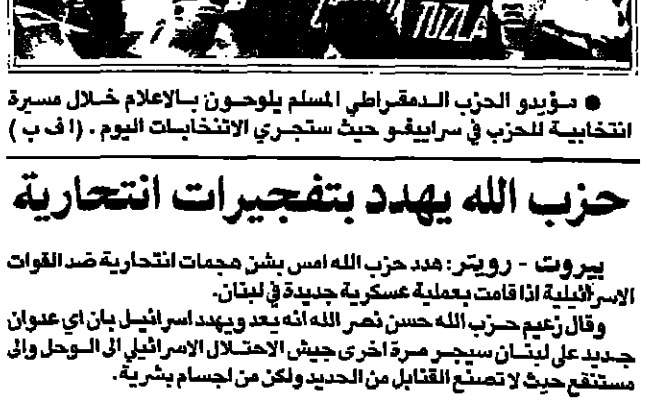 TUZLA
● مؤيدو الحزب الدمقراطي المسلم يلوحون بالاعلام خلال مسيرة
انتخابية للحزب في سراييفو حيث ستجري الانتخابات اليوم . (ا ف ب )
حزب الله يهدد بتفجيرات انتحارية
بيروت - رويتر: هدد حزب الله امس بشن هجمات انتحارية ضد القوات
الاسرائيلية اذا قامت بعملية عسكرية جديدة في لبنان.
وقال زعيم حزب الله حسن نصر الله انه يعد ويهدد اسرائيل بان اي عدوان
جديد على لبنان سيجر مرة اخرى جيش الاحتلال الاسرائيلي الى الوحل والى
مستنقع حيث لا تصنع القنابل من الحديد ولكن من اجسام بشرية.